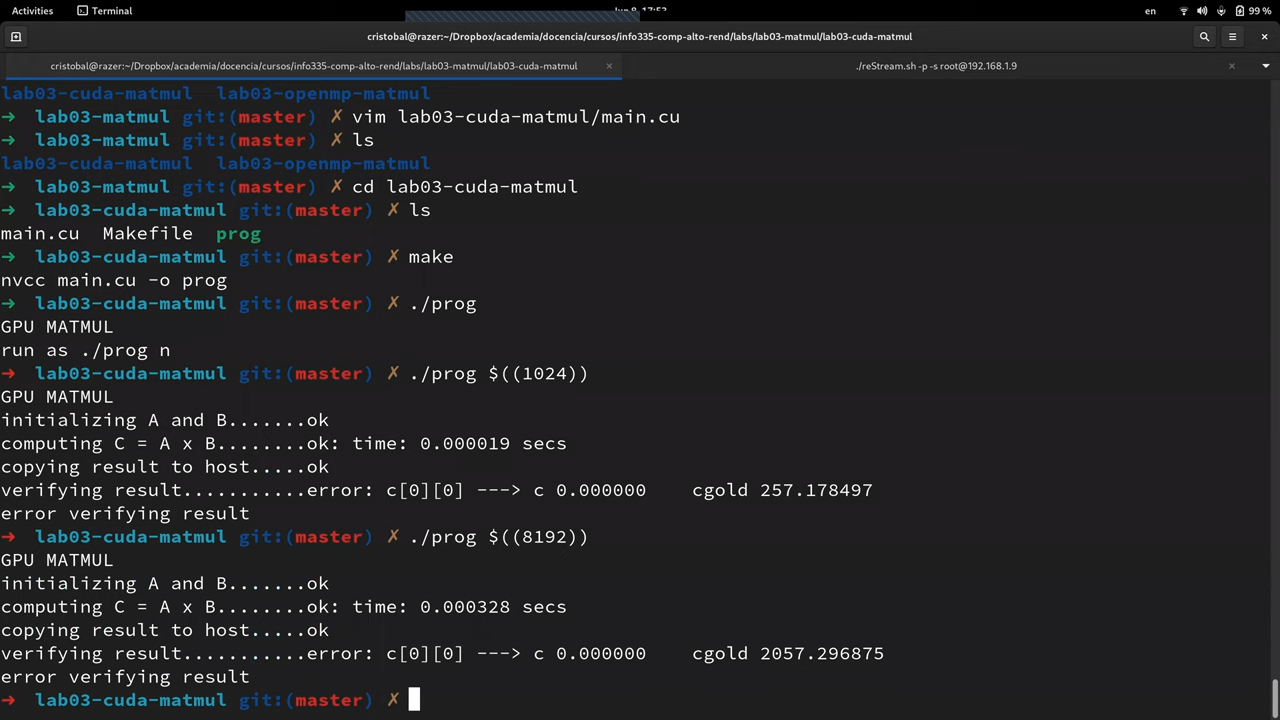 Activities Terminal en 99 %
cristobal@razer:~/Dropbox/academia/docencia/cursos/info335-comp-alto-rend/labs/lab03-matmul/lab03-cuda-matmul
cristobal@razer:~/Dropbox/academia/docencia/cursos/info335-comp-alto-rend/labs/lab03-matmul/lab03-cuda-matmul × ./reStream.sh -p -s root@192.168.1.9 ×
lab03-cuda-matmul lab03-openmp-matmul
➜ lab03-matmul git:(master) ✗ vim lab03-cuda-matmul/main.cu
➜ lab03-matmul git:(master) ✗ ls
lab03-cuda-matmul lab03-openmp-matmul
➜ lab03-matmul git:(master) ✗ cd lab03-cuda-matmul
➜ lab03-cuda-matmul git:(master) ✗ ls
main.cu Makefile prog
➜ lab03-cuda-matmul git:(master) ✗ make
nvcc main.cu -o prog
➜ lab03-cuda-matmul git:(master) ✗ ./prog
GPU MATMUL
run as ./prog n
➜ lab03-cuda-matmul git:(master) ✗ ./prog $((1024))
GPU MATMUL
initializing A and B.......ok
computing C = A x B........ok: time: 0.000019 secs
copying result to host.....ok
verifying result...........error: c[0][0] ---> c 0.000000 cgold 257.178497
error verifying result
➜ lab03-cuda-matmul git:(master) ✗ ./prog $((8192))
GPU MATMUL
initializing A and B.......ok
computing C = A x B........ok: time: 0.000328 secs
copying result to host.....ok
verifying result...........error: c[0][0] ---> c 0.000000 cgold 2057.296875
error verifying result
➜ lab03-cuda-matmul git:(master) ✗